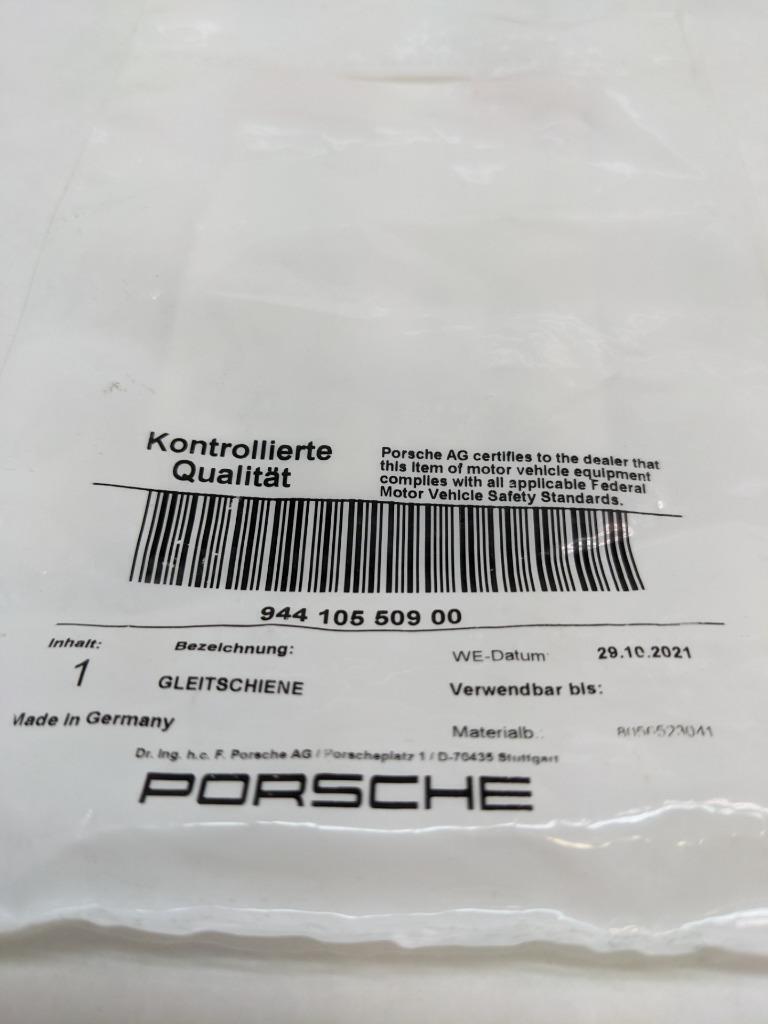 Kontrollierte
Qualität
Porsche AG certifies to the dealer that
this item of motor vehicle equipment
complies with all applicable Federal
Motor Vehicle Safety Standards.
944 105 509 00
Inhalt:
1
Bezeichnung:
GLEITSCHIENE
WE-Datum: 29.10.2021
Verwendbar bis:
Materialb.:
Made in Germany
Dr. Ing. h.c. F. Porsche AG / Porscheplatz 1 / D-70435 Stuttgart
PORSCHE